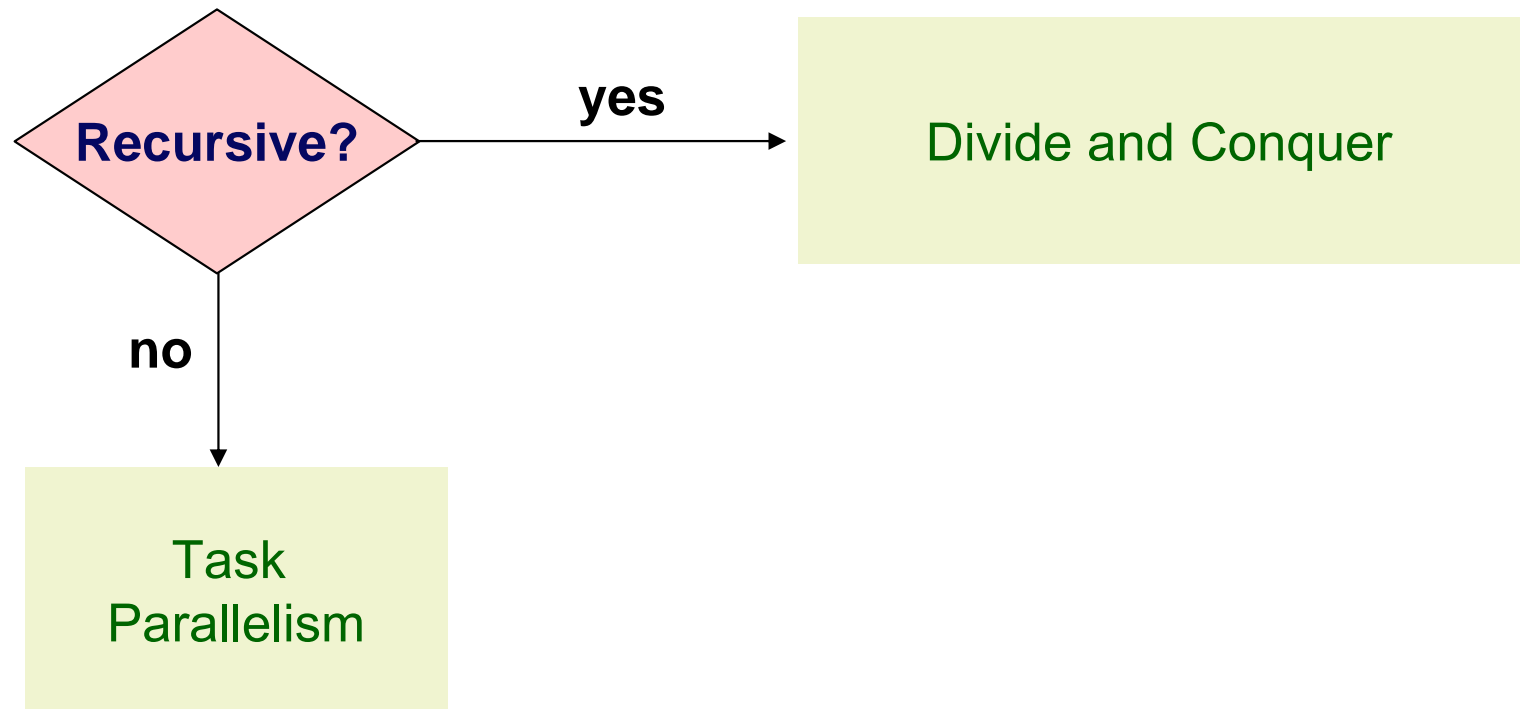 yes
Recursive?
Divide and Conquer
no
Task
Parallelism